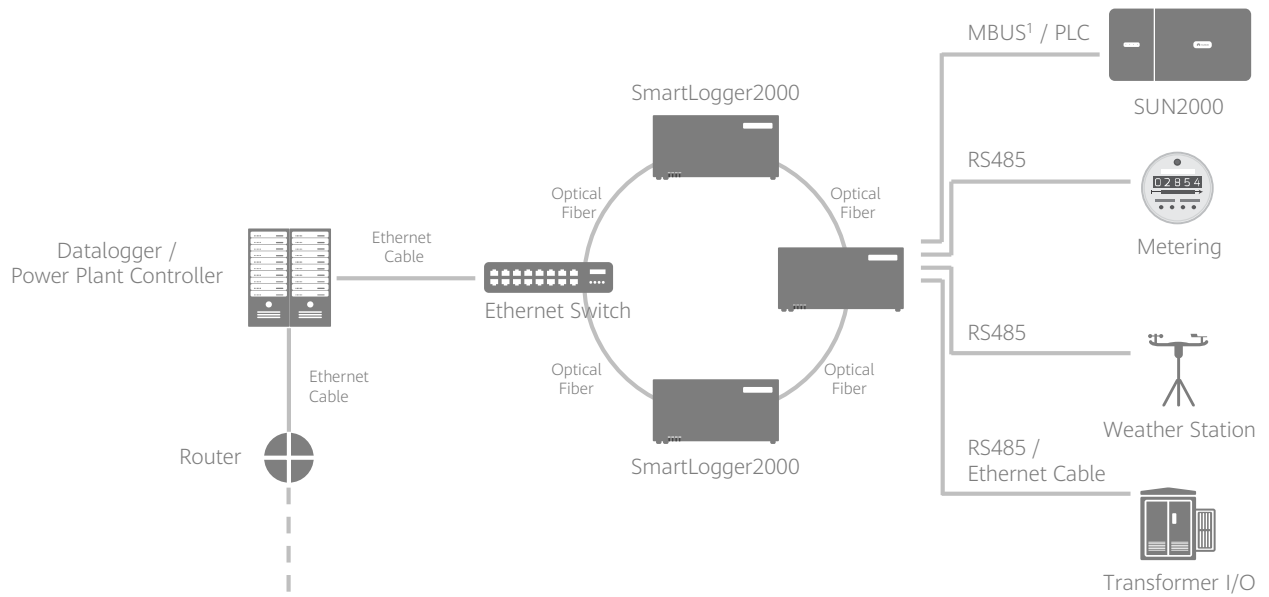 MBUS¹ / PLC
SUN2000
SmartLogger2000
RS485
02854
Metering
Optical
Fiber
Optical
Fiber
Datalogger /
Power Plant Controller
Ethernet
Cable
Ethernet Switch
RS485
Weather Station
Optical
Fiber
Optical
Fiber
Ethernet
Cable
Router
SmartLogger2000
RS485 /
Ethernet Cable
Transformer I/O